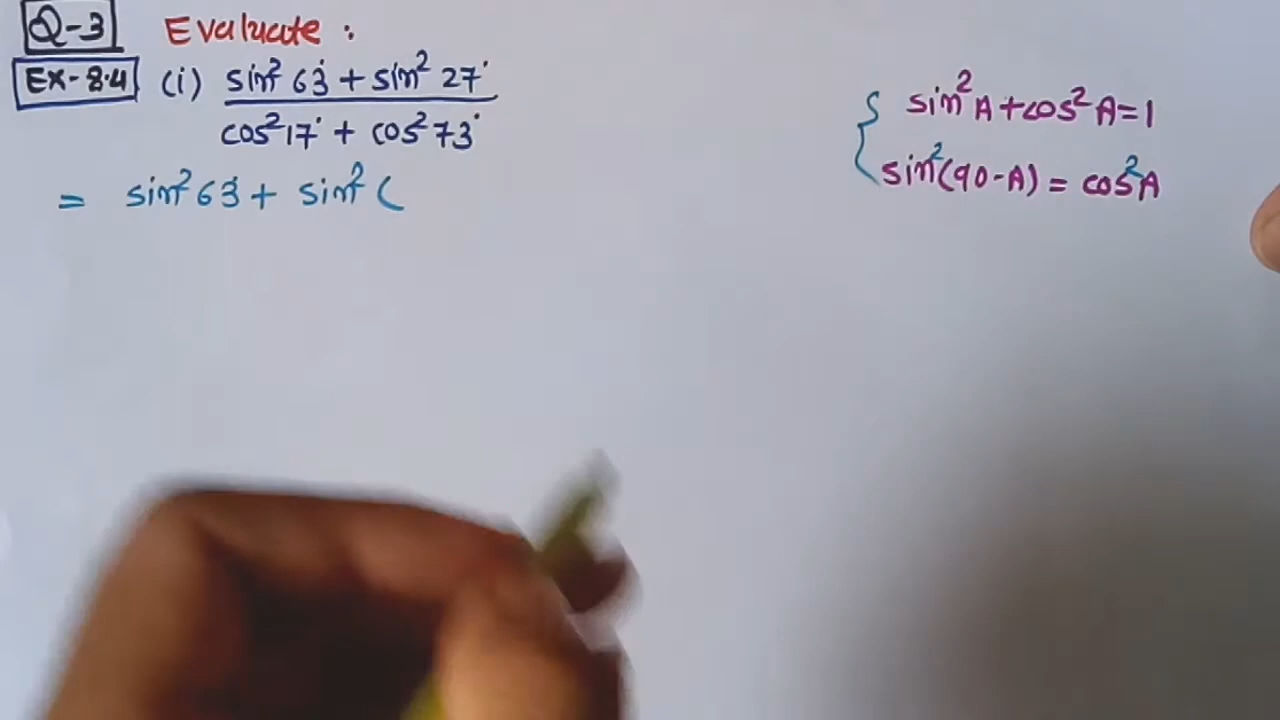 Q-3 Evaluate :
EX-8.4 (i) sin² 63° + sin² 27°
cos² 17° + cos² 73°
= sin² 63° + sin² (
sin² A + cos² A = 1
sin² (90 - A) = cos² A